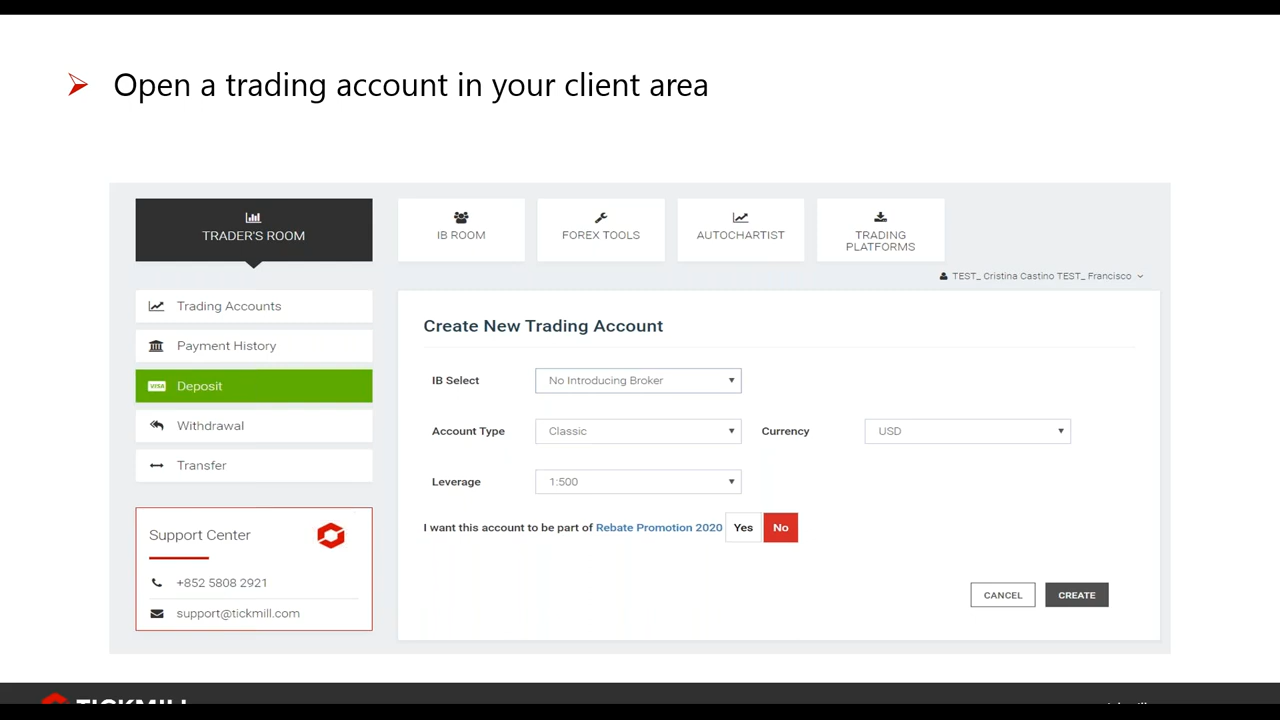 Open a trading account in your client area
TRADER'S ROOM
IB ROOM
FOREX TOOLS
AUTOCHARTIST
TRADING
PLATFORMS
TEST_ Cristina Castino TEST_ Francisco
Trading Accounts
Payment History
VISA Deposit
Withdrawal
Transfer
Support Center
+852 5808 2921
support@tickmill.com
Create New Trading Account
IB Select No Introducing Broker
Account Type Classic Currency USD
Leverage 1:500
I want this account to be part of Rebate Promotion 2020 Yes No
CANCEL CREATE
TICKMILL